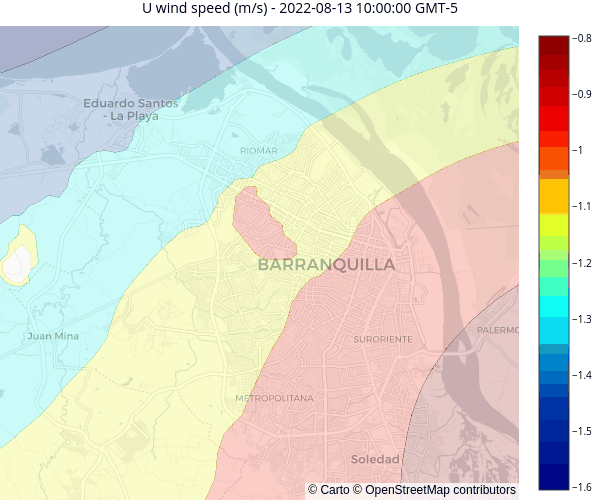 U wind speed (m/s) - 2022-08-13 10:00:00 GMT-5
−0.8
−0.9
−1
−1.1
−1.2
−1.3
−1.4
−1.5
−1.6
Eduardo Santos
- La Playa
RIOMAR
BARRANQUILLA
Juan Mina
SURORIENTE
PALERMO
METROPOLITANA
Soledad
© Carto © OpenStreetMap contributors